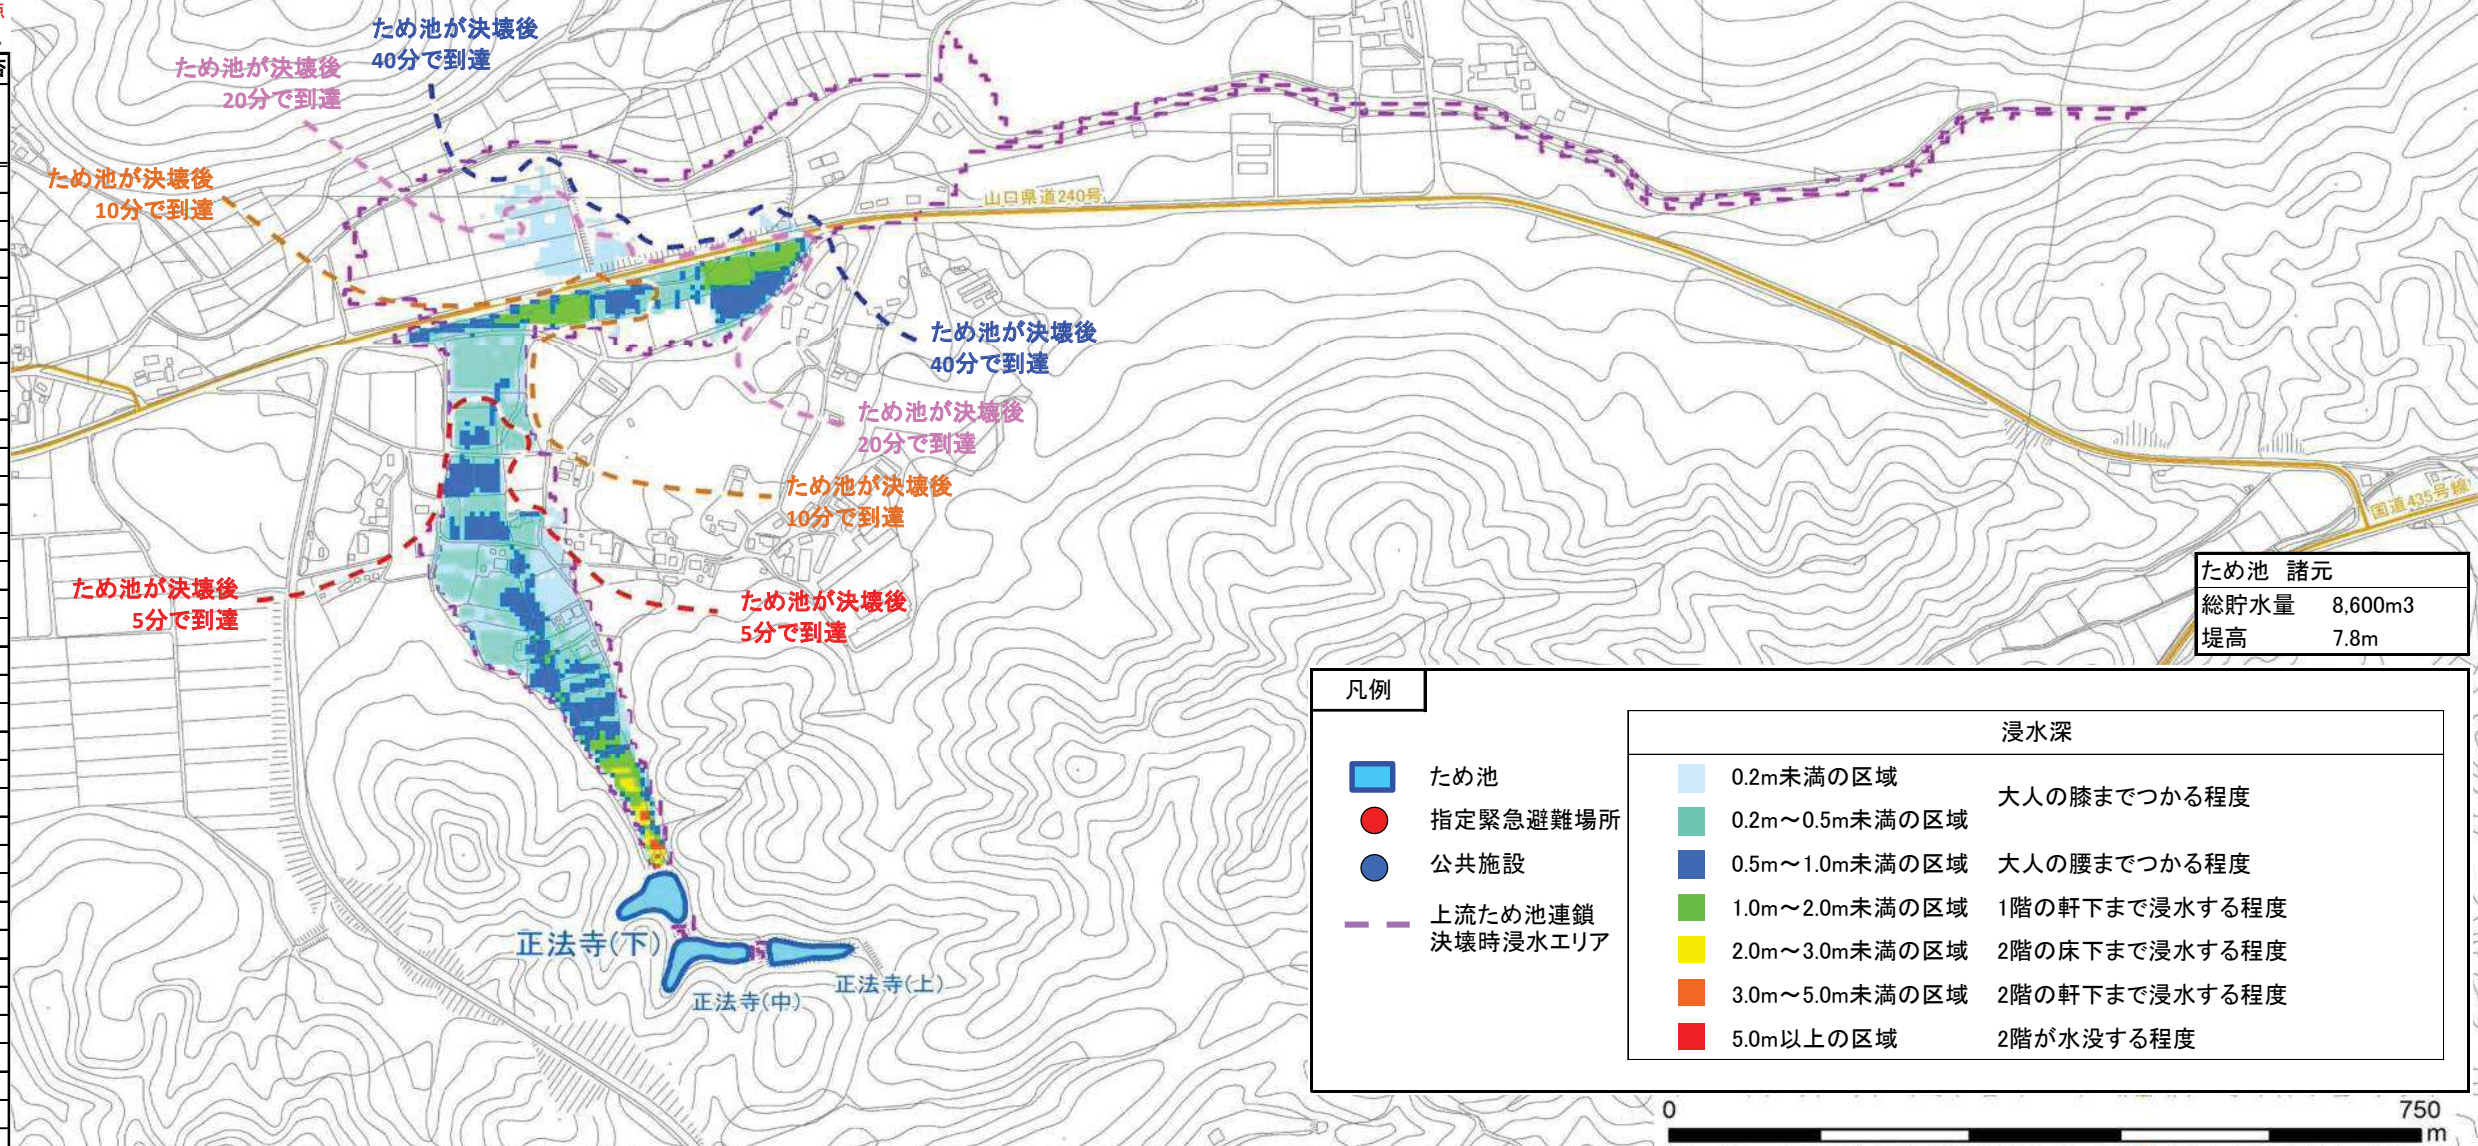 ため池が決壊後
40分で到達
ため池が決壊後
20分で到達
ため池が決壊後
10分で到達
山口県道240号
ため池が決壊後
40分で到達
ため池が決壊後
20分で到達
ため池が決壊後
10分で到達
国道435号線
ため池が決壊後
5分で到達
ため池が決壊後
5分で到達
ため池 諸元
総貯水量 8,600m3
堤高 7.8m
正法寺(下)
正法寺(中)
正法寺(上)
凡例
ため池
指定緊急避難場所
公共施設
上流ため池連鎖
決壊時浸水エリア
浸水深
0.2m未満の区域
大人の膝までつかる程度
0.2m～0.5m未満の区域
0.5m～1.0m未満の区域 大人の腰までつかる程度
1.0m～2.0m未満の区域 1階の軒下まで浸水する程度
2.0m～3.0m未満の区域 2階の床下まで浸水する程度
3.0m～5.0m未満の区域 2階の軒下まで浸水する程度
5.0m以上の区域 2階が水没する程度
0 750
m